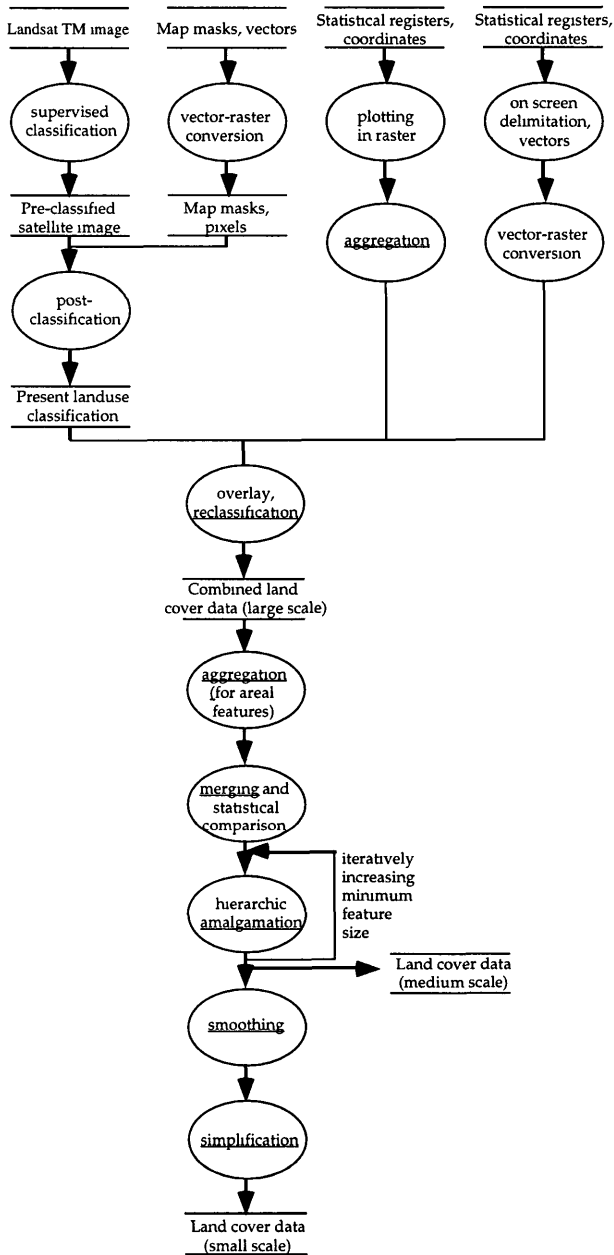 Landsat TM image
Map masks, vectors
Statistical registers,
coordinates
Statistical registers,
coordinates
supervised
classification
vector-raster
conversion
plotting
in raster
on screen
delimitation,
vectors
Pre-classified
satellite image
Map masks,
pixels
aggregation
vector-raster
conversion
post-
classification
Present landuse
classification
overlay,
reclassification
Combined land
cover data (large scale)
aggregation
(for areal
features)
merging and
statistical
comparison
iteratively
increasing
minimum
feature
size
hierarchic
amalgamation
Land cover data
(medium scale)
smoothing
simplification
Land cover data
(small scale)